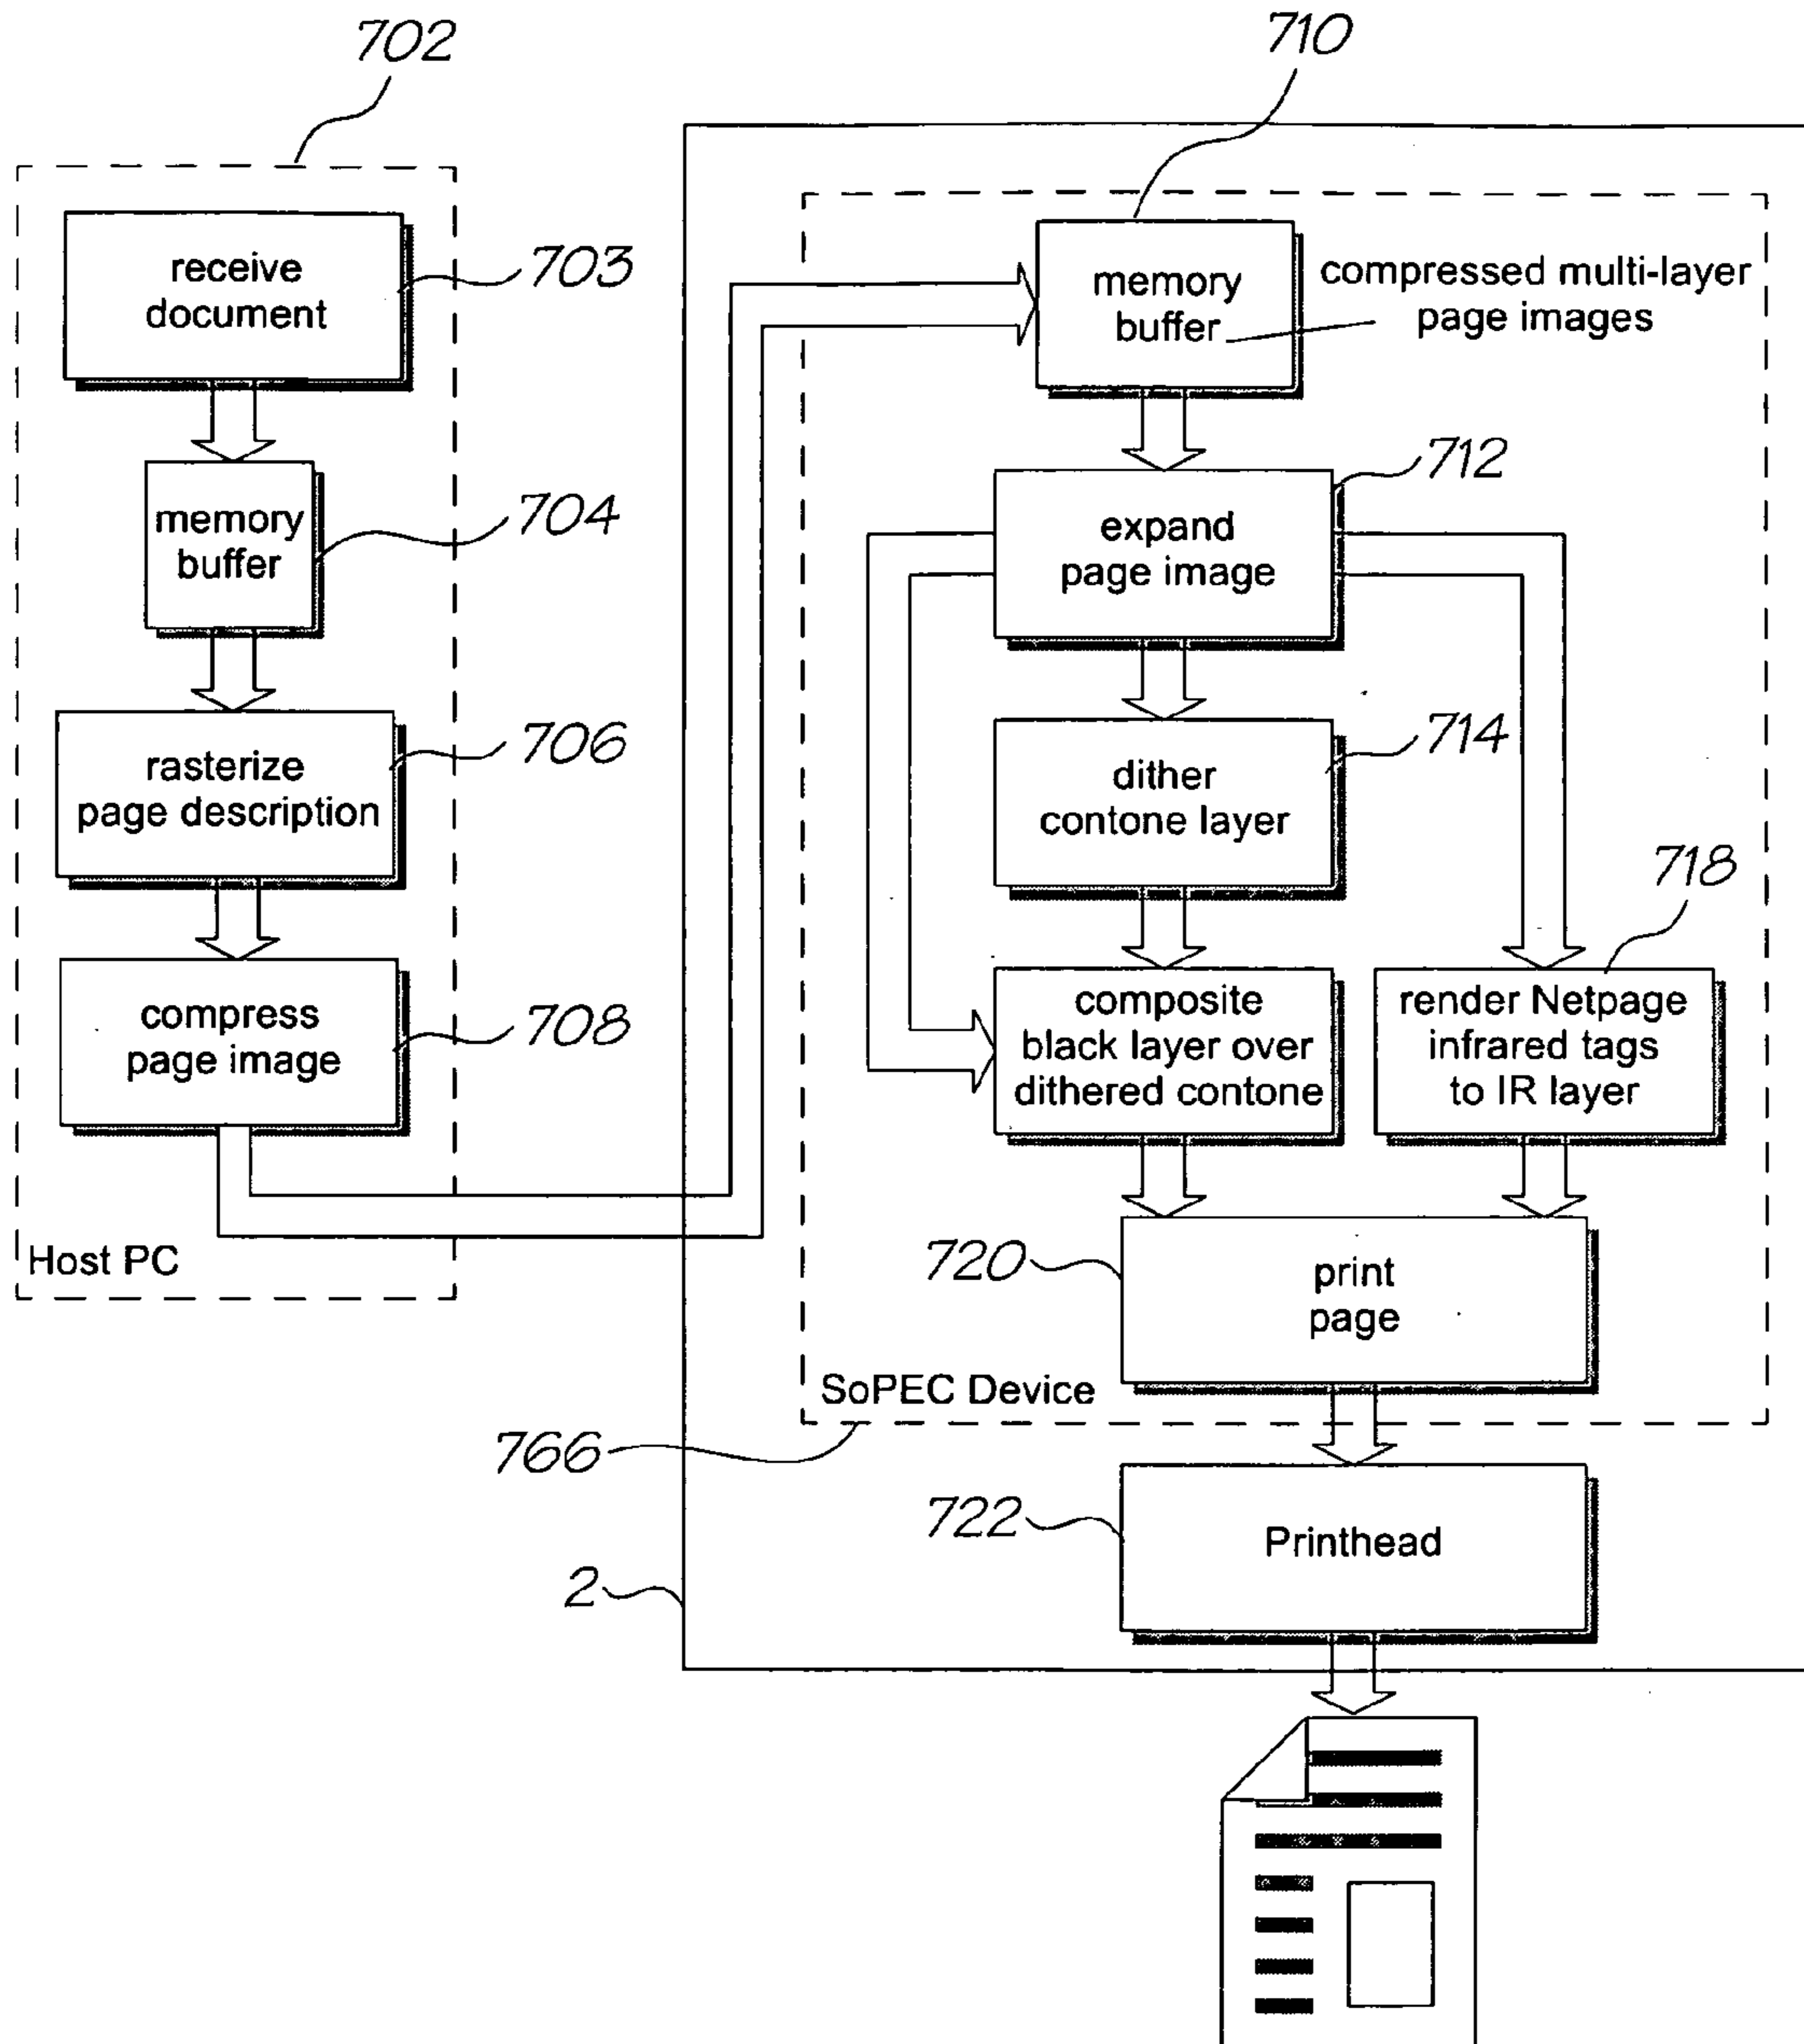 702
710
receive
document
703
memory
buffer
compressed multi-layer
page images
memory
buffer
704
expand
page image
712
rasterize
page description
706
dither
contone layer
714
718
compress
page image
708
composite
black layer over
dithered contone
render Netpage
infrared tags
to IR layer
Host PC
720
print
page
SoPEC Device
766
722
Printhead
2